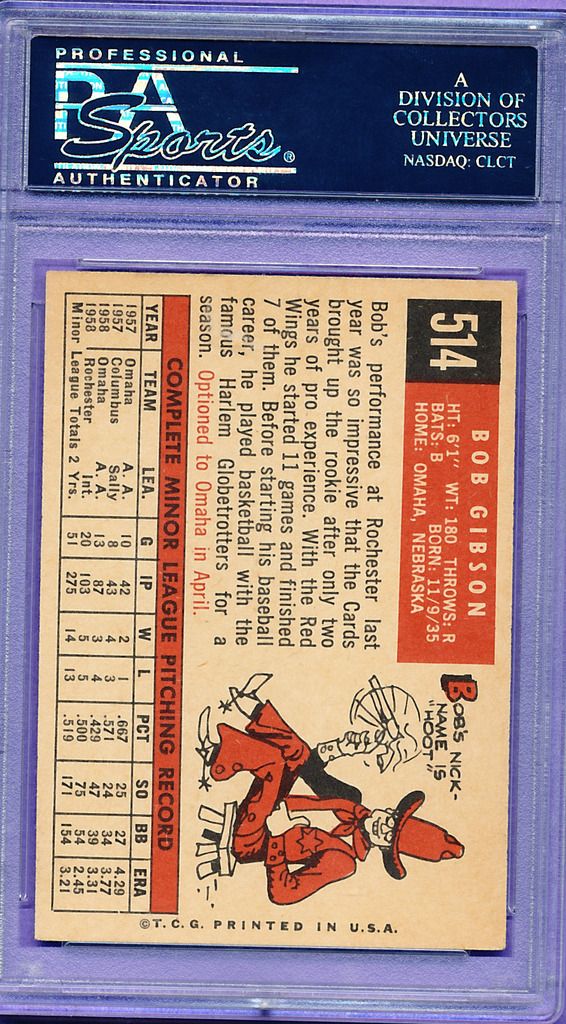 PROFESSIONAL
PSA
Sports®
AUTHENTICATOR
A
DIVISION OF
COLLECTORS
UNIVERSE
NASDAQ: CLCT
514
BOB GIBSON
HT: 6'1" WT: 180 THROWS: R
BATS: B BORN: 11/9/35
HOME: OMAHA, NEBRASKA
Bob's performance at Rochester last
year was so impressive that the Cards
brought up the rookie after only two
years of pro experience. With the Red
Wings he started 11 games and finished
7 of them. Before starting his baseball
career, he played basketball with the
famous Harlem Globetrotters for a
season. Optioned to Omaha in April.
BOB'S NICK-
NAME IS
"HOOT"
COMPLETE MINOR LEAGUE PITCHING RECORD
YEAR TEAM LEA. G IP W L PCT SO BB ERA
1957 Omaha A. A. 10 42 2 1 .667 25 27 4.29
1957 Columbus Sally 8 43 4 3 .571 24 34 3.77
1958 Omaha A. A. 13 87 3 4 .429 47 39 3.31
1958 Rochester Int. 20 103 5 5 .500 75 54 2.45
Minor League Totals 2 Yrs. 51 275 14 13 .519 171 154 3.21
©T.C.G. PRINTED IN U.S.A.